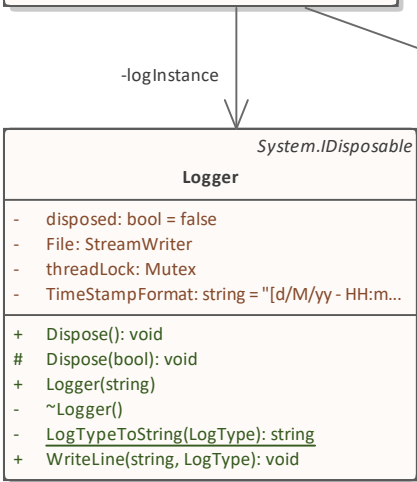 -logInstance
System.IDisposable
Logger
- disposed: bool = false
- File: StreamWriter
- threadLock: Mutex
- TimeStampFormat: string = "[d/M/yy - HH:m...
+ Dispose(): void
# Dispose(bool): void
+ Logger(string)
- ~Logger()
- LogTypeToString(LogType): string
+ WriteLine(string, LogType): void